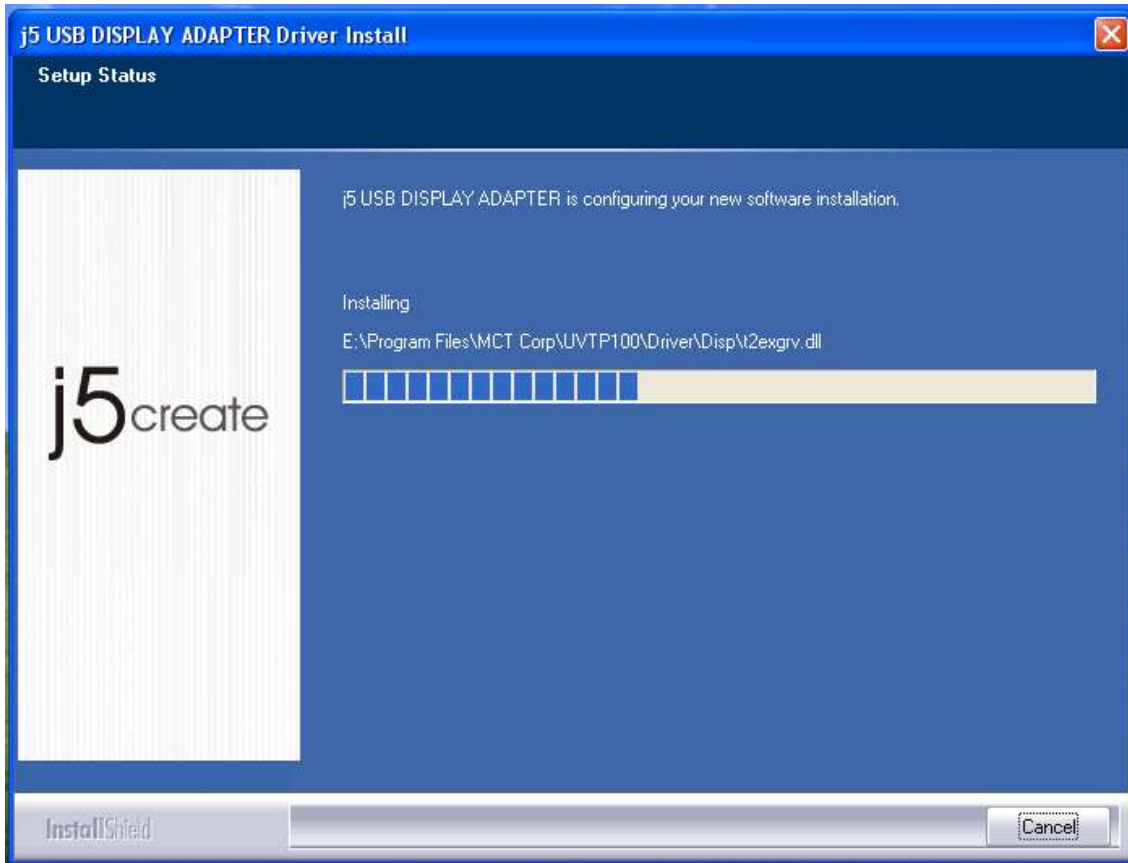 j5 USB DISPLAY ADAPTER Driver Install
Setup Status
j5 USB DISPLAY ADAPTER is configuring your new software installation.
Installing
E:\Program Files\MCT Corp\UVTP100\Driver\Disp\t2exgrv.dll
j5create
InstallShield
Cancel